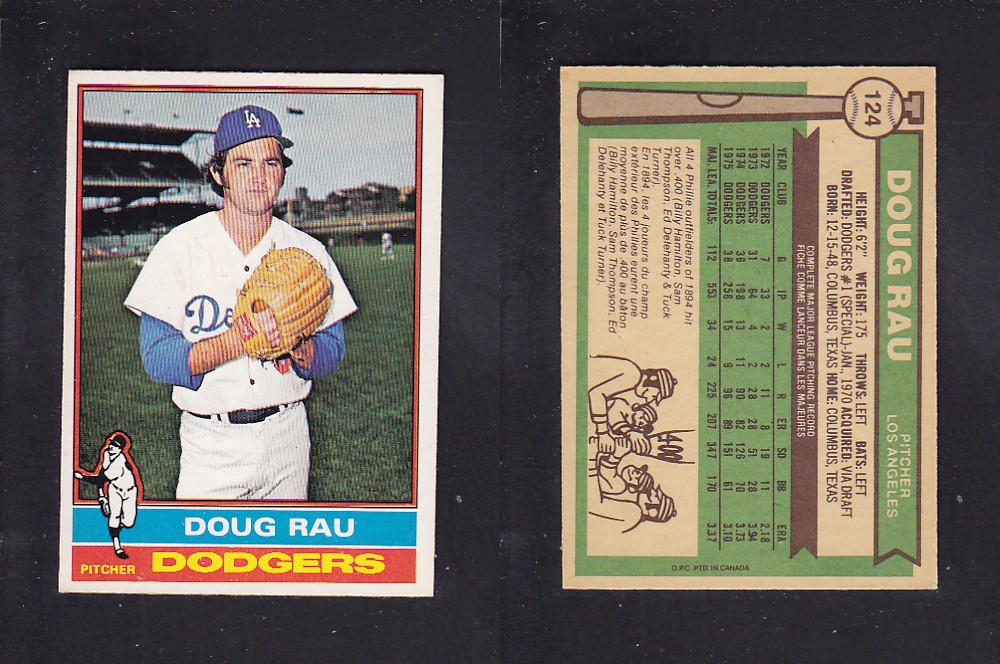 LA
Do
DOUG RAU
PITCHER DODGERS
124
DOUG RAU
PITCHER
LOS ANGELES
HEIGHT: 6'2" WEIGHT: 175 THROWS: LEFT BATS: LEFT
DRAFTED: DODGERS #1 (SPECIAL)-JAN., 1970 ACQUIRED: VIA DRAFT
BORN: 12-15-48, COLUMBUS, TEXAS HOME: COLUMBUS, TEXAS
COMPLETE MAJOR LEAGUE PITCHING RECORD
FICHE COMME LANCEUR DANS LES MAJEURES
YEAR CLUB G IP W L R ER SO BB ERA
1972 DODGERS 7 33 2 2 11 8 19 11 2.18
1973 DODGERS 31 64 4 2 28 28 51 28 3.94
1974 DODGERS 36 198 13 11 90 82 126 70 3.73
1975 DODGERS 38 258 15 9 96 89 151 61 3.10
MAJ. LEA. TOTALS: 112 553 34 24 225 207 347 170 3.37
All 4 Phillie outfielders of 1894 hit
over .400 (Billy Hamilton, Sam
Thompson, Ed Delehanty & Tuck
Turner).
En 1894, les 4 joueurs du champ
extérieur des Phillies eurent une
moyenne de plus de .400 au bâton
(Billy Hamilton, Sam Thompson, Ed
Delehanty et Tuck Turner).
.400
O.P.C. PTD. IN CANADA